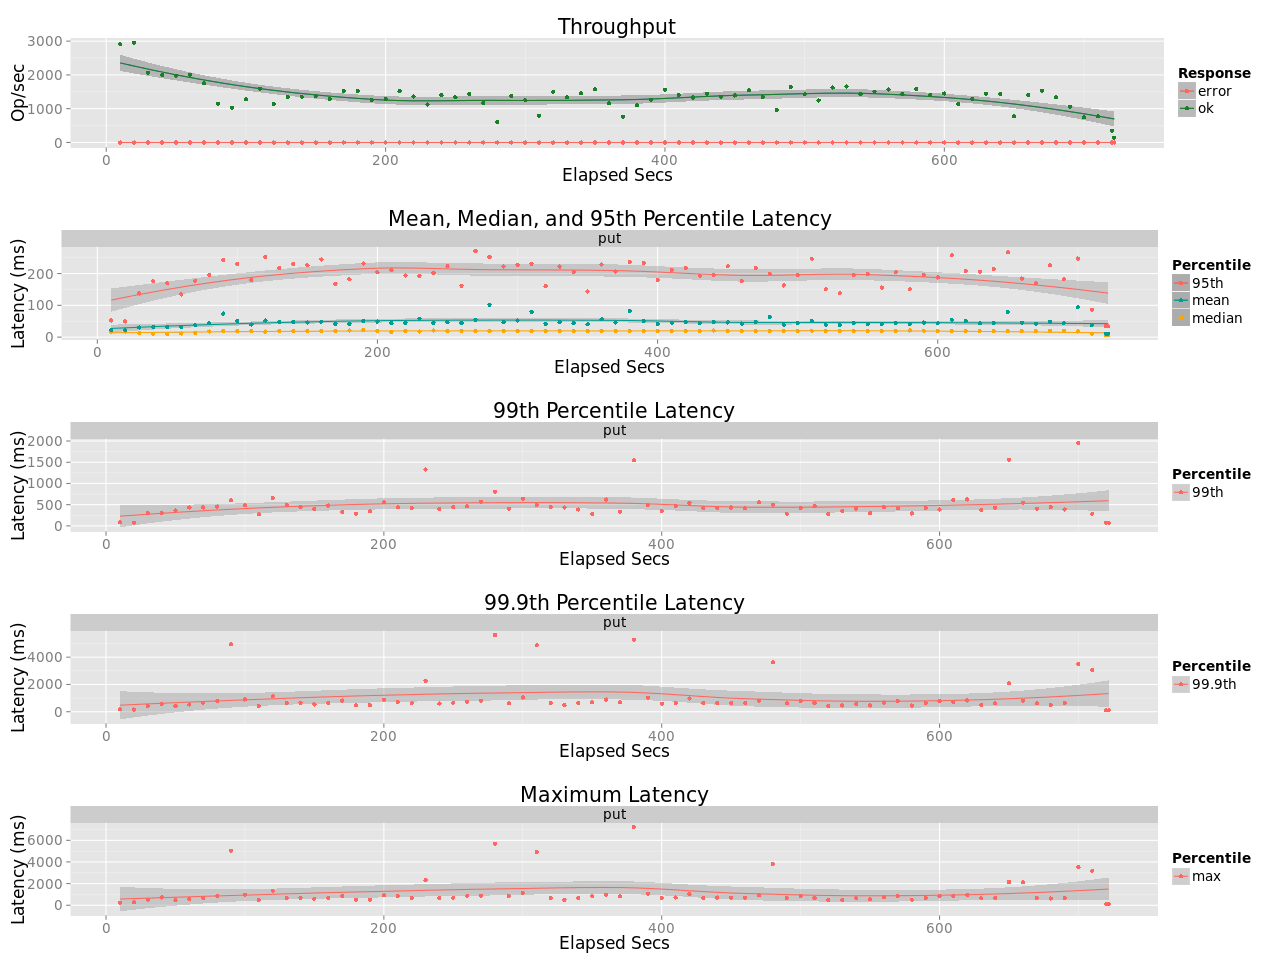 Throughput
Op/sec
3000
2000
1000
0
0 200 400 600
Elapsed Secs
Response
error
ok
Mean, Median, and 95th Percentile Latency
put
Latency (ms)
200
100
0
0 200 400 600
Elapsed Secs
Percentile
95th
mean
median
99th Percentile Latency
put
Latency (ms)
2000
1500
1000
500
0
0 200 400 600
Elapsed Secs
Percentile
99th
99.9th Percentile Latency
put
Latency (ms)
4000
2000
0
0 200 400 600
Elapsed Secs
Percentile
99.9th
Maximum Latency
put
Latency (ms)
6000
4000
2000
0
0 200 400 600
Elapsed Secs
Percentile
max